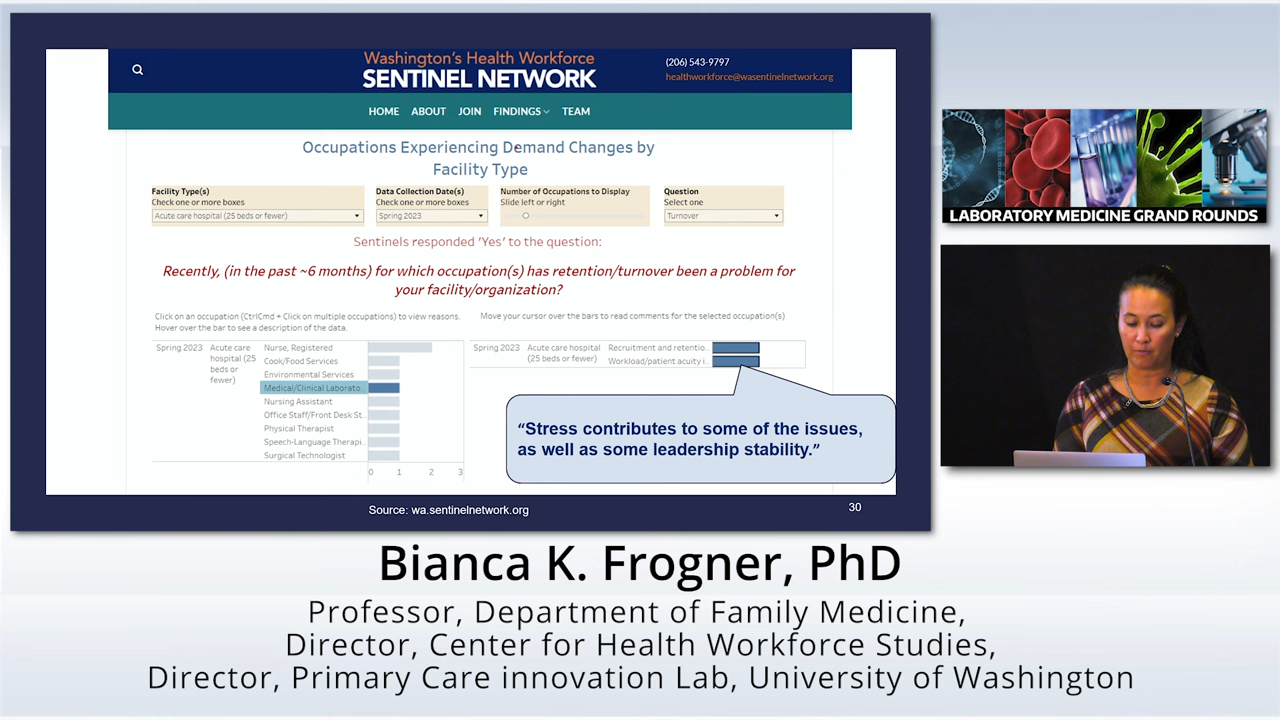 Washington's Health Workforce
SENTINEL NETWORK
(206) 543-9797
healthworkforce@wasentinelnetwork.org
HOME ABOUT JOIN FINDINGS TEAM
Occupations Experiencing Demand Changes by
Facility Type
Facility Type(s)
Check one or more boxes
Acute care hospital (25 beds or fewer)
Data Collection Date(s)
Check one or more boxes
Spring 2023
Number of Occupations to Display
Slide left or right
Question
Select one
Turnover
Sentinels responded 'Yes' to the question:
Recently, (in the past ~6 months) for which occupation(s) has retention/turnover been a problem for
your facility/organization?
Click on an occupation (CtrlCmd + Click on multiple occupations) to view reasons.
Hover over the bar to see a description of the data.
Spring 2023
Acute care
hospital (25
beds or
fewer)
Nurse, Registered
Cook/Food Services
Environmental Services
Medical/Clinical Laborato..
Nursing Assistant
Office Staff/Front Desk St..
Physical Therapist
Speech-Language Therapi..
Surgical Technologist
0 1 2 3
Move your cursor over the bars to read comments for the selected occupation(s)
Spring 2023
Acute care hospital
(25 beds or fewer)
Recruitment and retentio..
Workload/patient acuity i..
“Stress contributes to some of the issues,
as well as some leadership stability.”
Source: wa.sentinelnetwork.org
30
LABORATORY MEDICINE GRAND ROUNDS
Bianca K. Frogner, PhD
Professor, Department of Family Medicine,
Director, Center for Health Workforce Studies,
Director, Primary Care innovation Lab, University of Washington